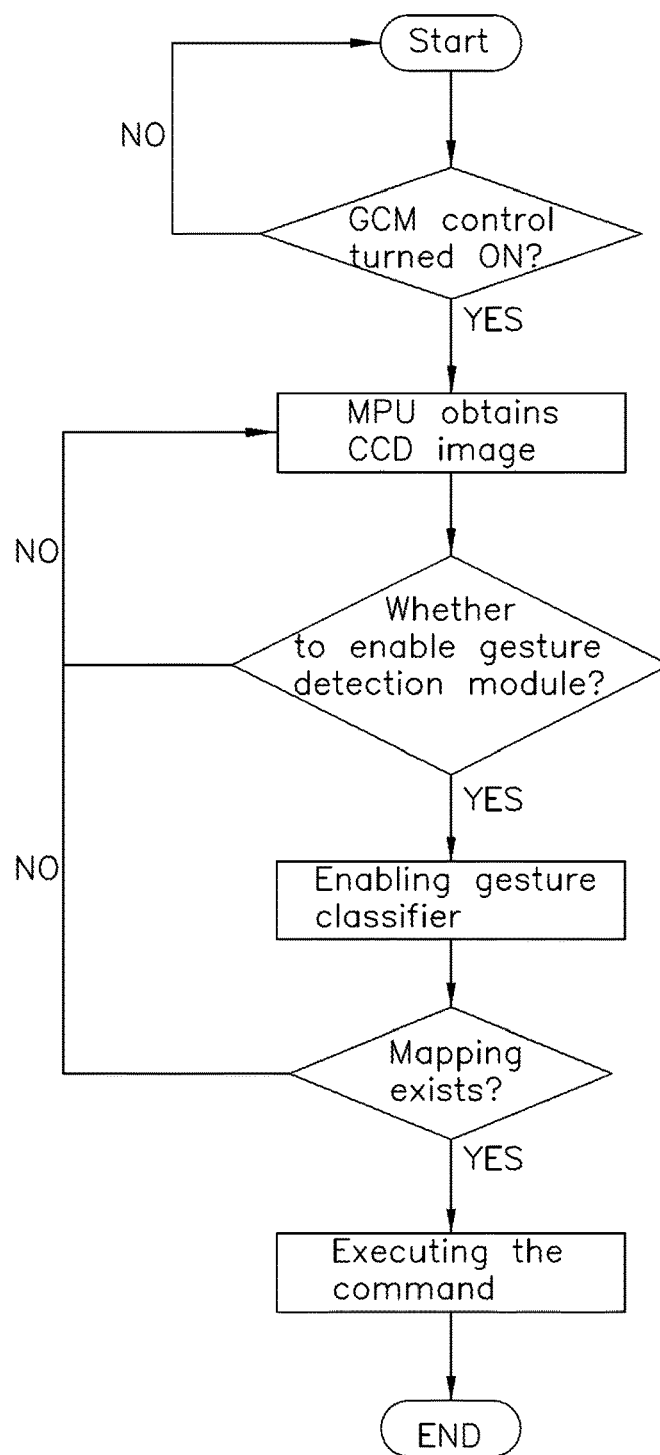 Start
NO
GCM control
turned ON?
YES
MPU obtains
CCD image
NO
Whether
to enable gesture
detection module?
YES
NO
Enabling gesture
classifier
Mapping
exists?
YES
Executing the
command
END